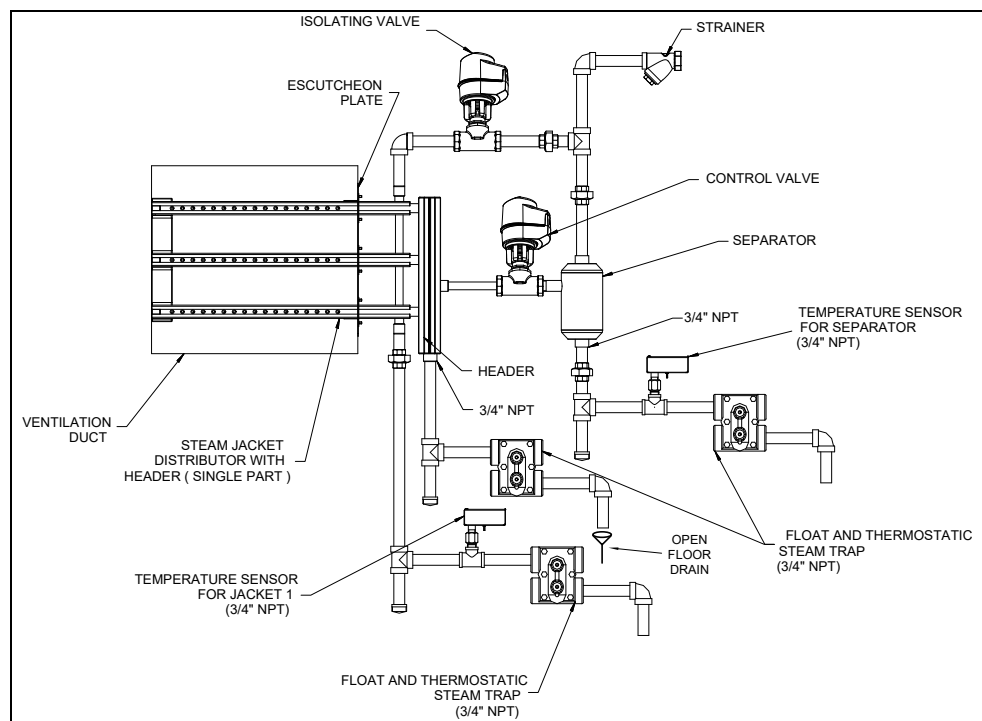 ISOLATING VALVE
STRAINER
ESCUTCHEON
PLATE
CONTROL VALVE
SEPARATOR
TEMPERATURE SENSOR
FOR SEPARATOR
(3/4" NPT)
3/4" NPT
HEADER
3/4" NPT
VENTILATION
DUCT
STEAM JACKET
DISTRIBUTOR WITH
HEADER ( SINGLE PART )
FLOAT AND THERMOSTATIC
STEAM TRAP
(3/4" NPT)
OPEN
FLOOR
DRAIN
TEMPERATURE SENSOR
FOR JACKET 1
(3/4" NPT)
FLOAT AND THERMOSTATIC
STEAM TRAP
(3/4" NPT)